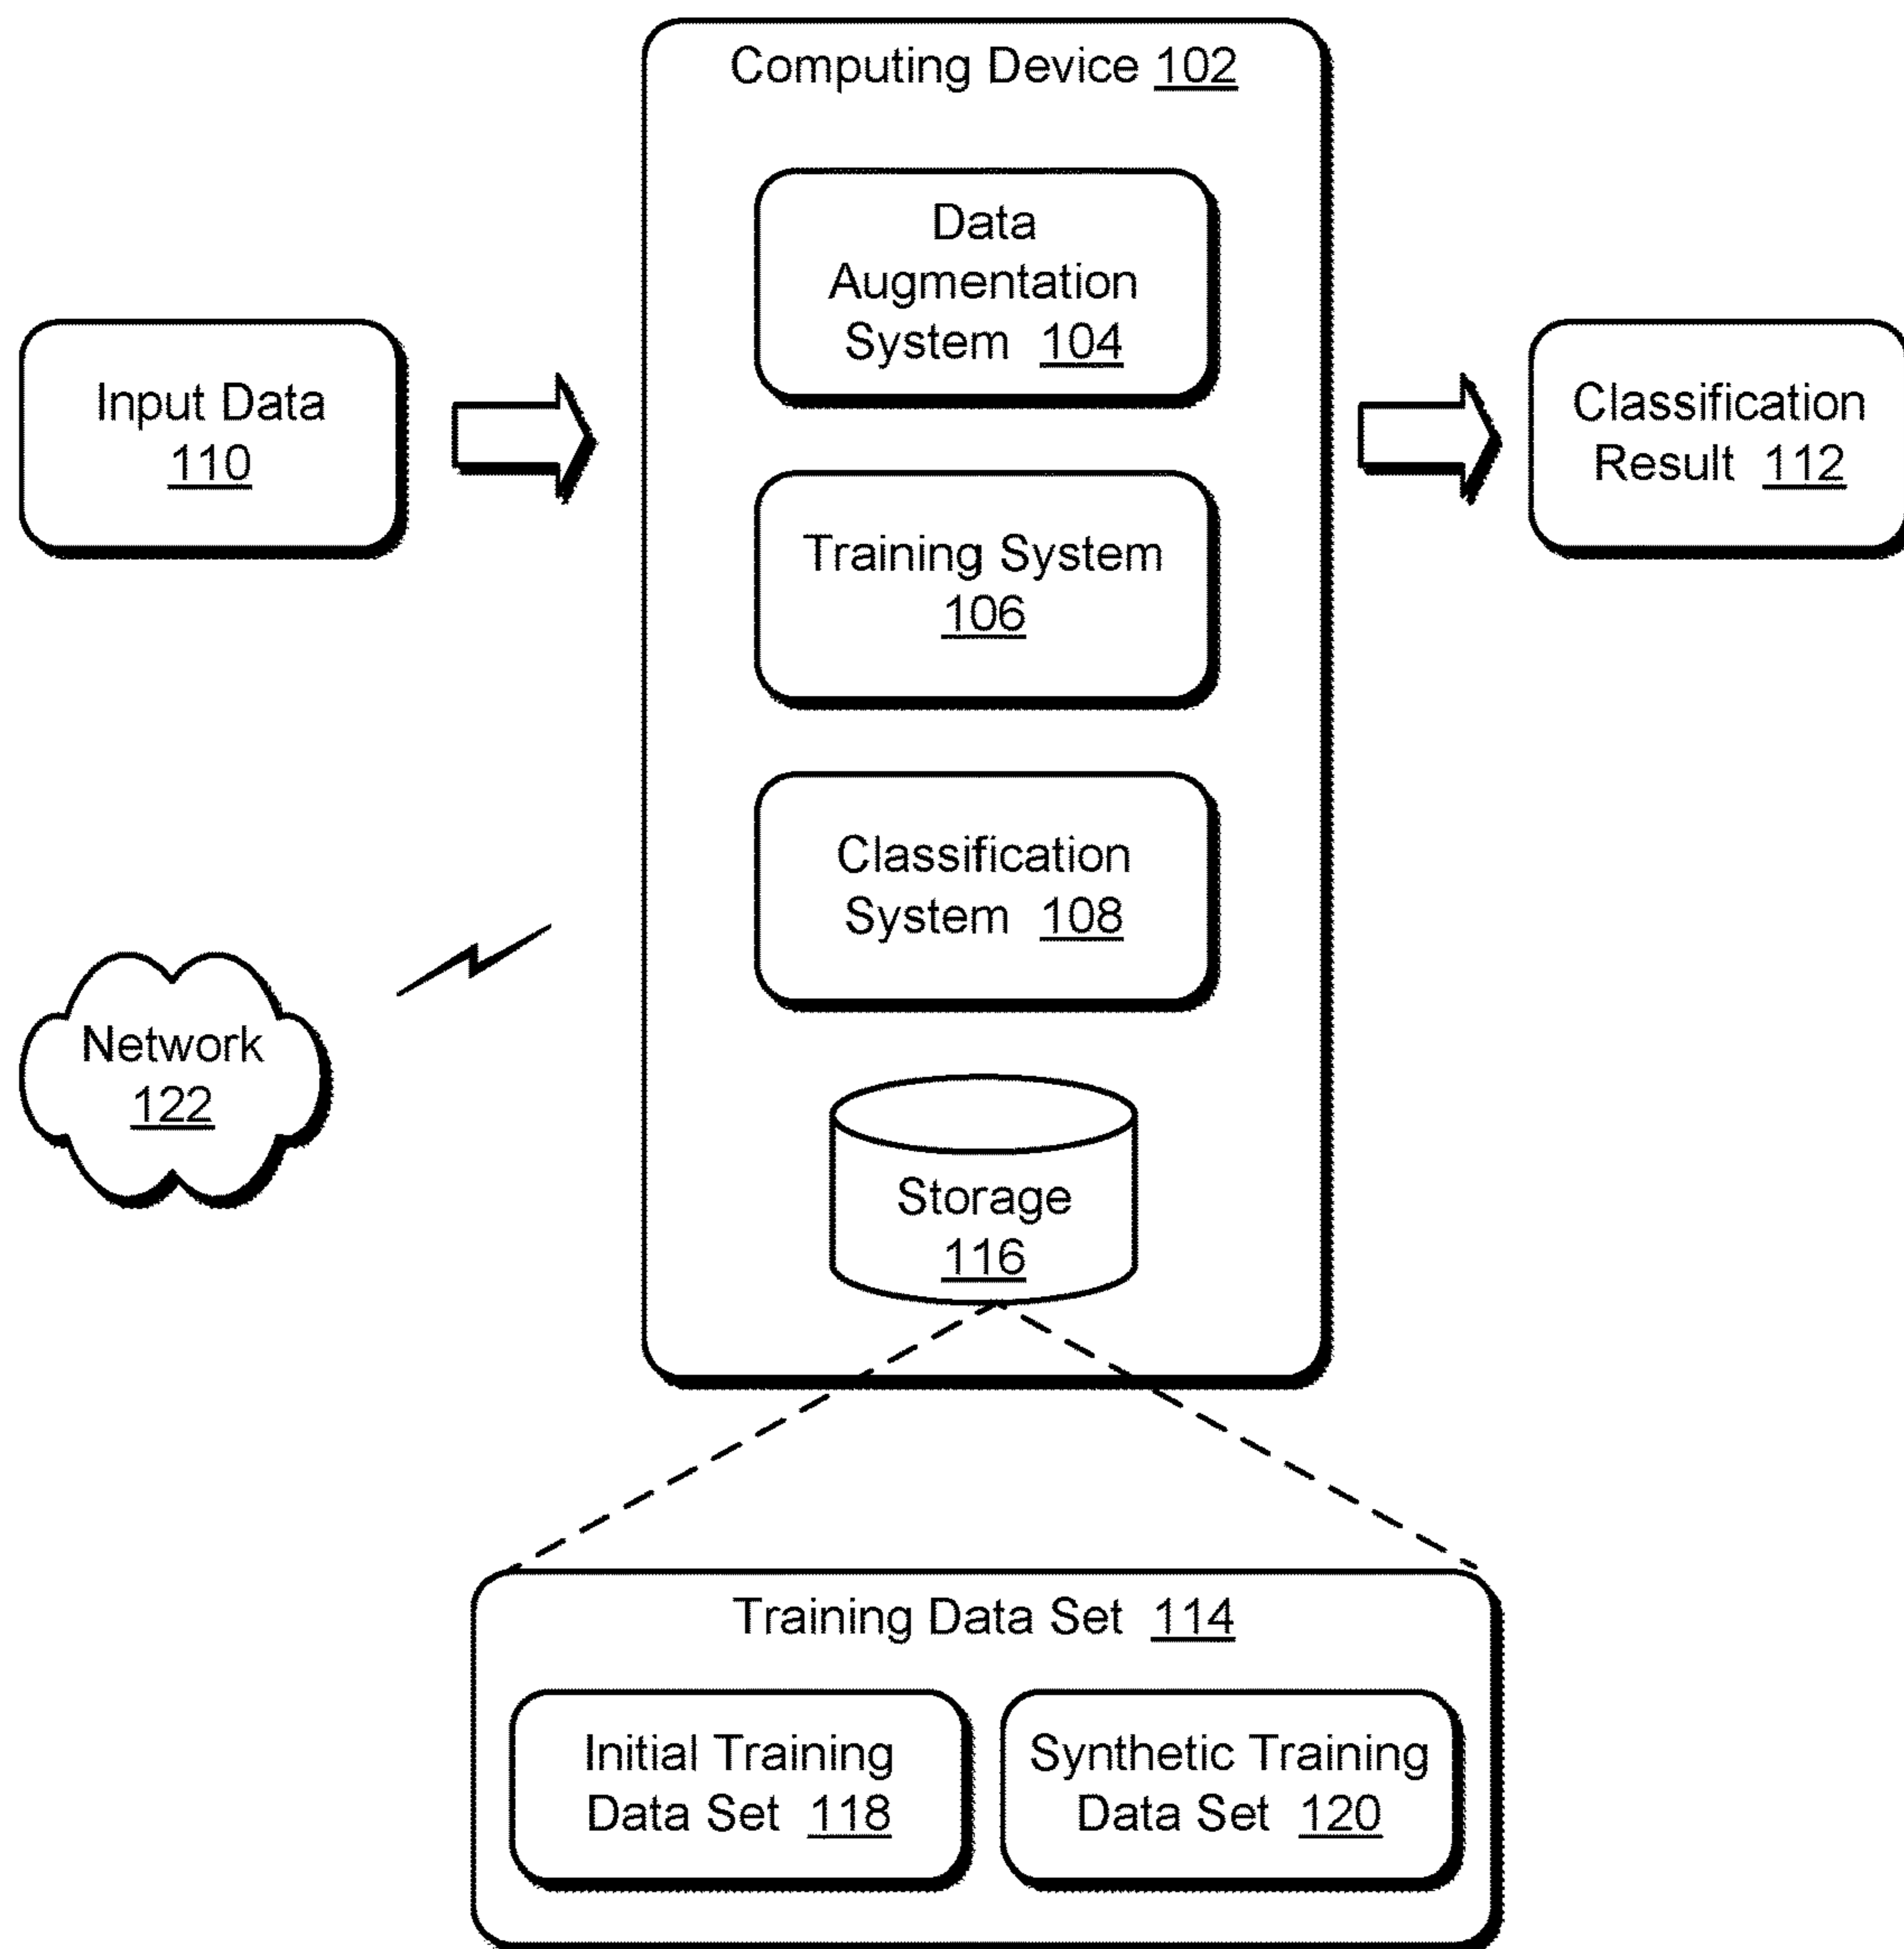 Computing Device 102
Data
Augmentation
System 104
Input Data
110
Classification
Result 112
Training System
106
Classification
System 108
Network
122
Storage
116
Training Data Set 114
Initial Training
Data Set 118
Synthetic Training
Data Set 120